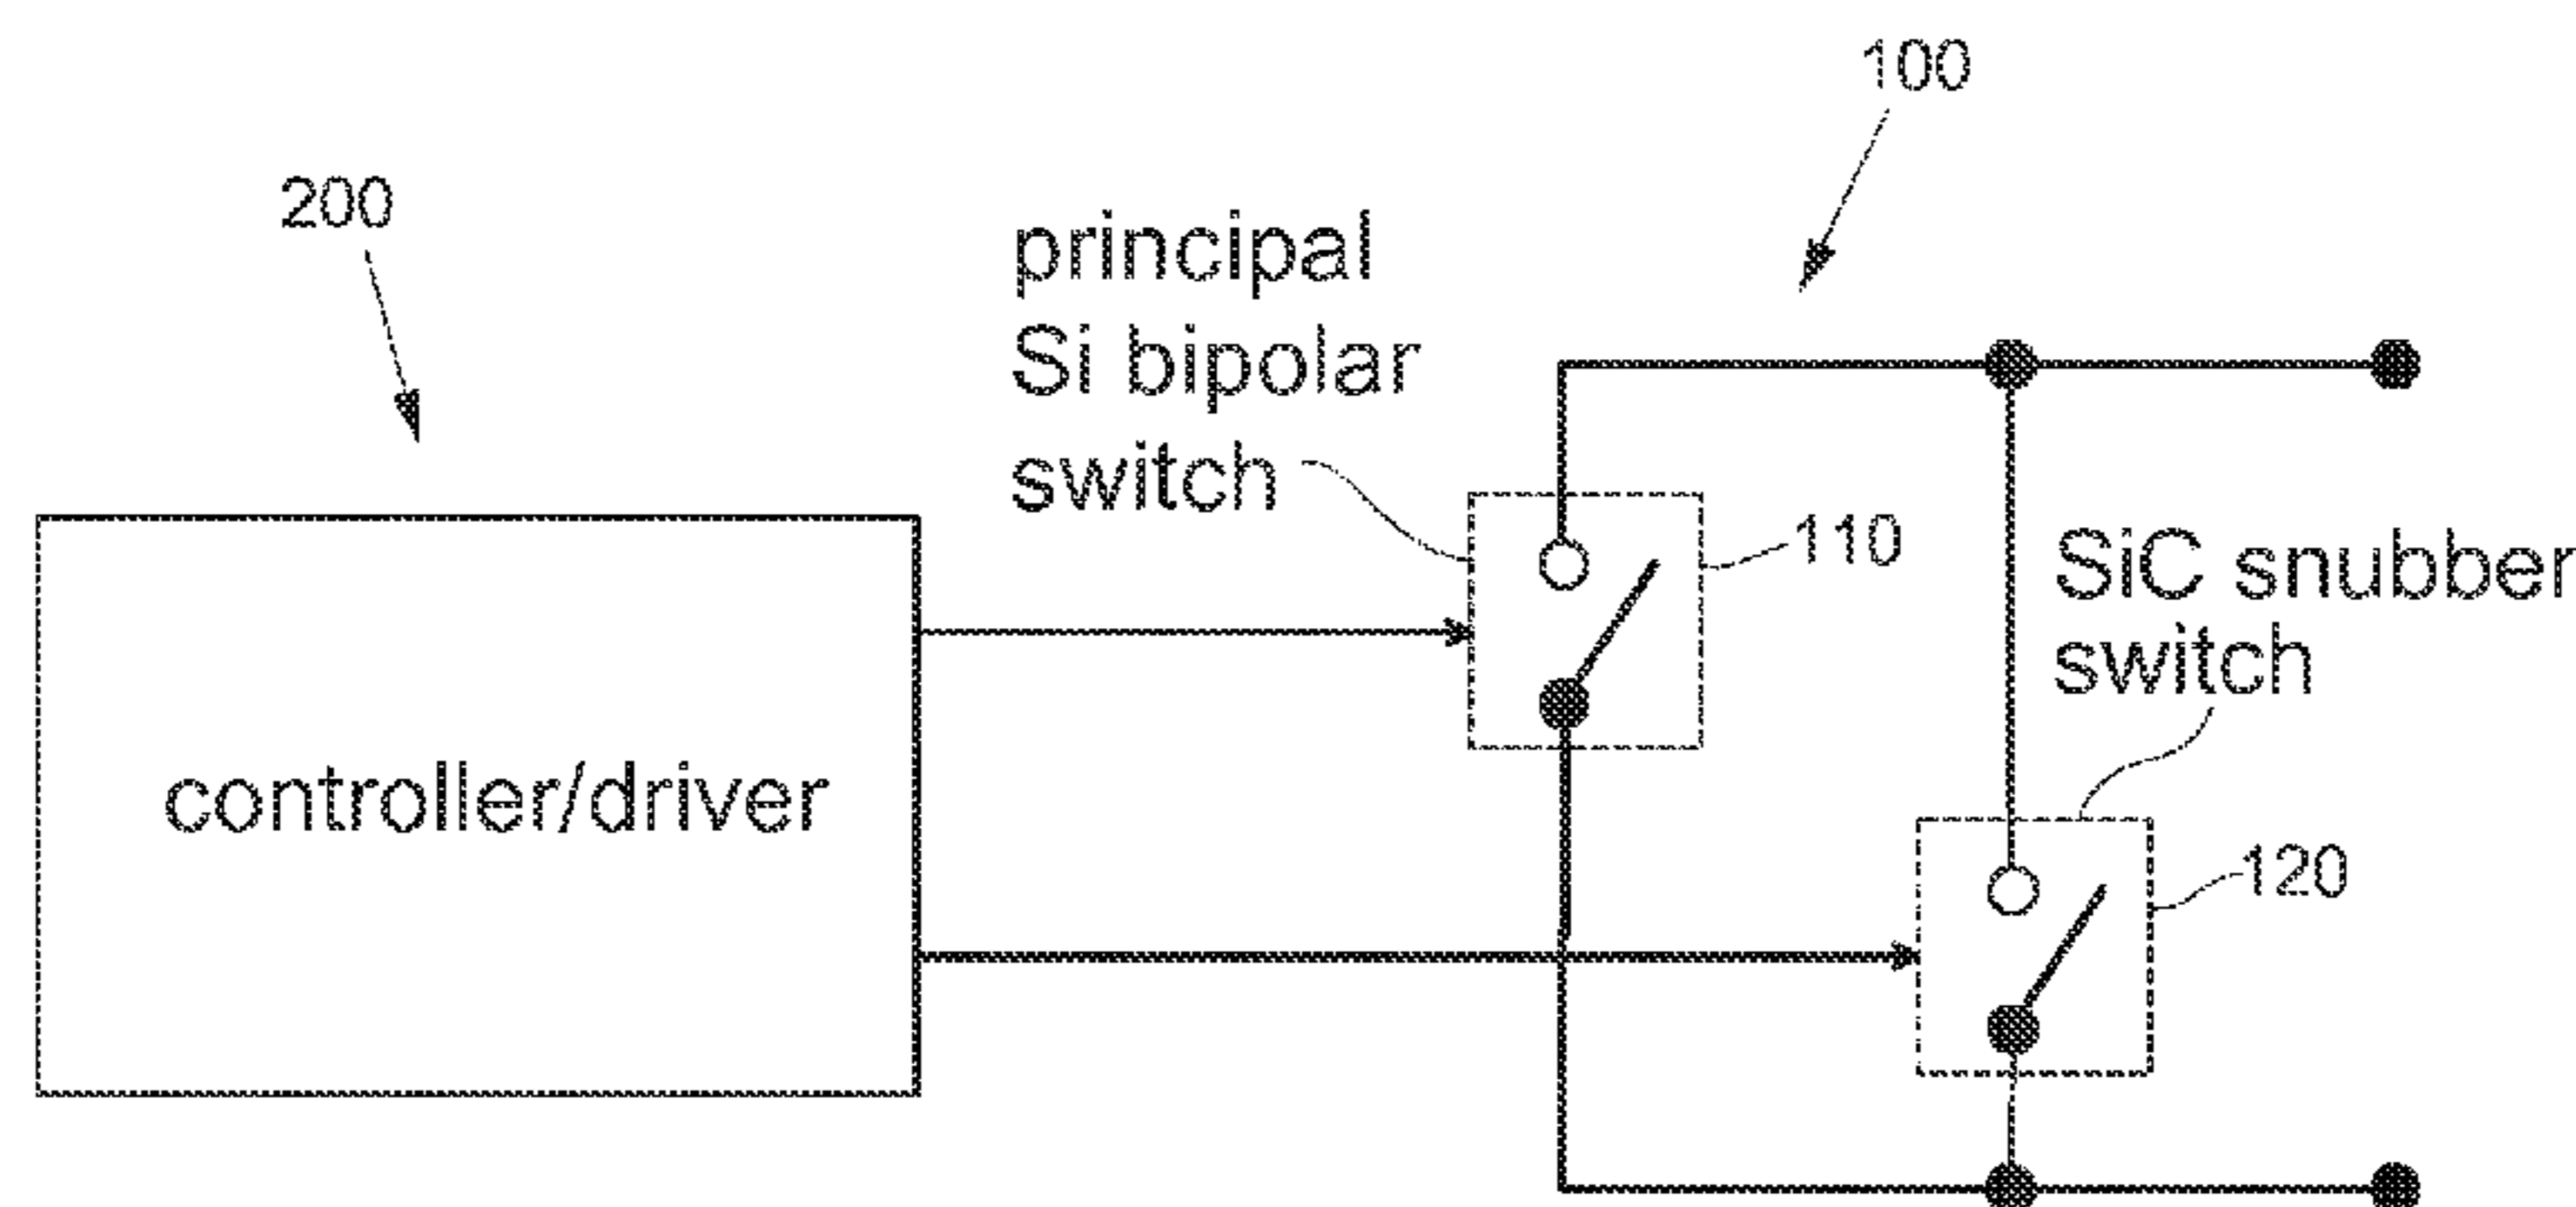 100
200
principal
Si bipolar
switch
110
SiC snubber
switch
controller/driver
120